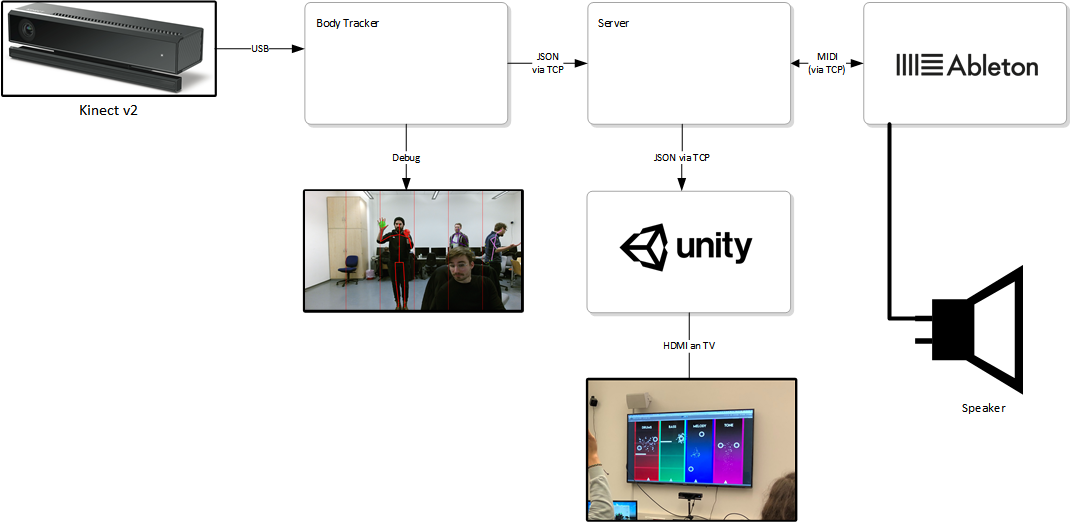 Body Tracker
Server
USB
JSON
via TCP
MIDI
(via TCP)
Ableton
Kinect v2
Debug
JSON via TCP
unity
HDMI an TV
DRUMS
BASS
MELODY
TONE
Speaker